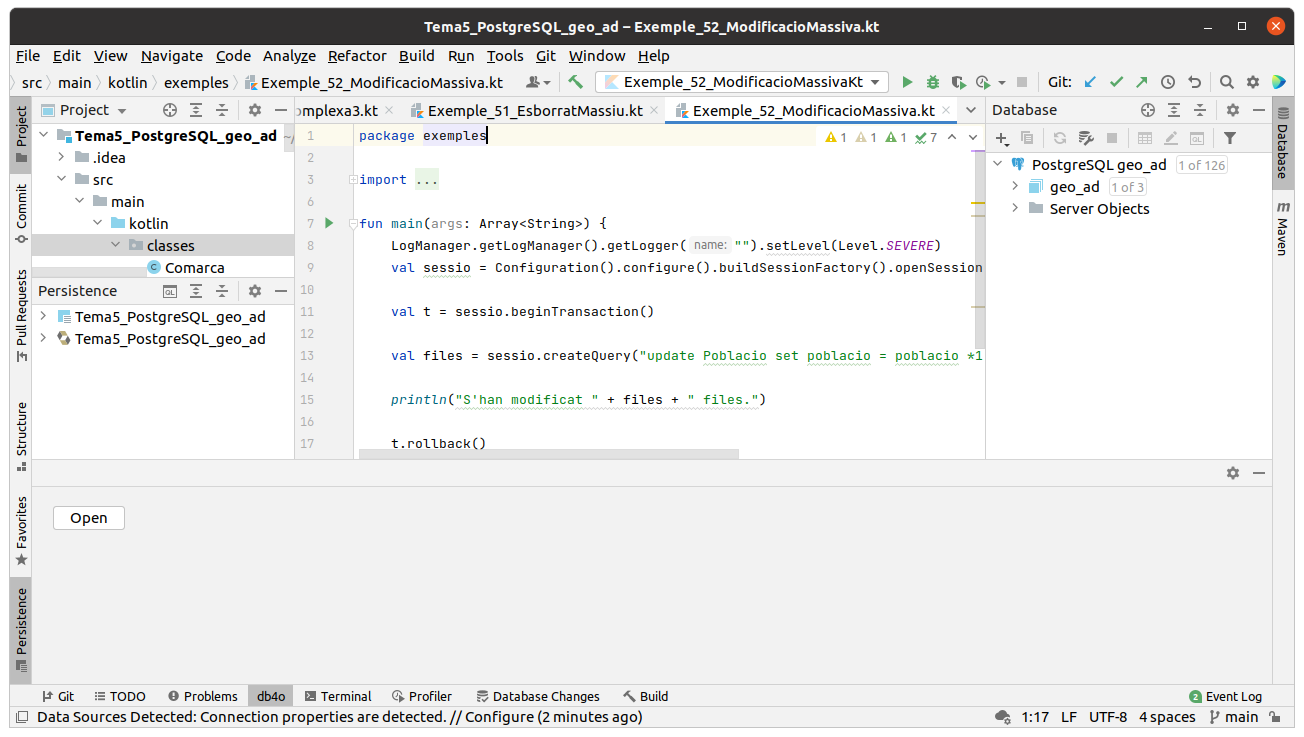 Tema5_PostgreSQL_geo_ad – Exemple_52_ModificacioMassiva.kt
File Edit View Navigate Code Analyze Refactor Build Run Tools Git Window Help
src main kotlin exemples Exemple_52_ModificacioMassiva.kt Exemple_52_ModificacioMassivaKt Git:
Project
omplexa3.kt Exemple_51_EsborratMassiu.kt Exemple_52_ModificacioMassiva.kt
Database
Project
Commit
Pull Requests
Structure
Favorites
Persistence
Tema5_PostgreSQL_geo_ad ~/
.idea
src
main
kotlin
classes
Comarca
Persistence
Tema5_PostgreSQL_geo_ad
Tema5_PostgreSQL_geo_ad
1 package exemples
1 1 1 7
2
3 import ...
6
7 fun main(args: Array<String>) {
8 LogManager.getLogManager().getLogger( name: "").setLevel(Level.SEVERE)
9 val sessio = Configuration().configure().buildSessionFactory().openSession
10
11 val t = sessio.beginTransaction()
12
13 val files = sessio.createQuery("update Poblacio set poblacio = poblacio *1
14
15 println("S'han modificat " + files + " files.")
16
17 t.rollback()
PostgreSQL geo_ad 1 of 126
geo_ad 1 of 3
Server Objects
Database
m Maven
Open
Git TODO Problems db4o Terminal Profiler Database Changes Build 2 Event Log
Data Sources Detected: Connection properties are detected. // Configure (2 minutes ago) 1:17 LF UTF-8 4 spaces main